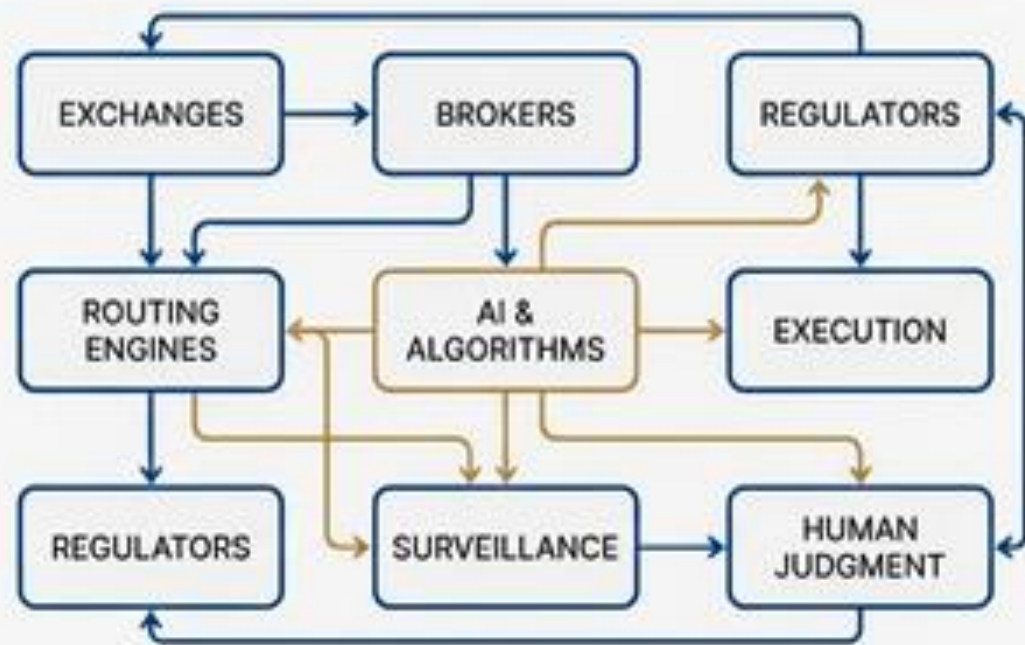 EXCHANGES
BROKERS
REGULATORS
ROUTING
ENGINES
AI &
ALGORITHMS
EXECUTION
REGULATORS
SURVEILLANCE
HUMAN
JUDGMENT